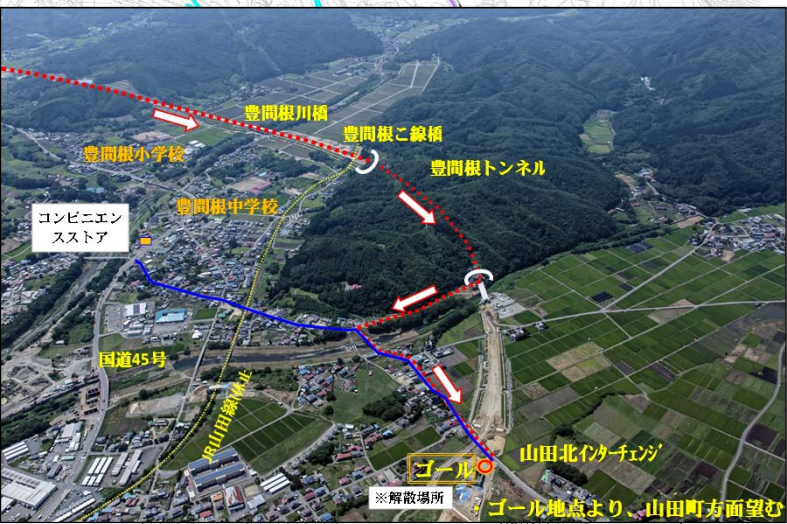 豊間根川橋
豊間根こ線橋
豊間根小学校
豊間根トンネル
豊間根中学校
コンビニエン
スストア
国道45号
JR山田線(休止)
山田北インターチェンジ
ゴール
※解散場所
・ゴール地点より、山田町方面望む